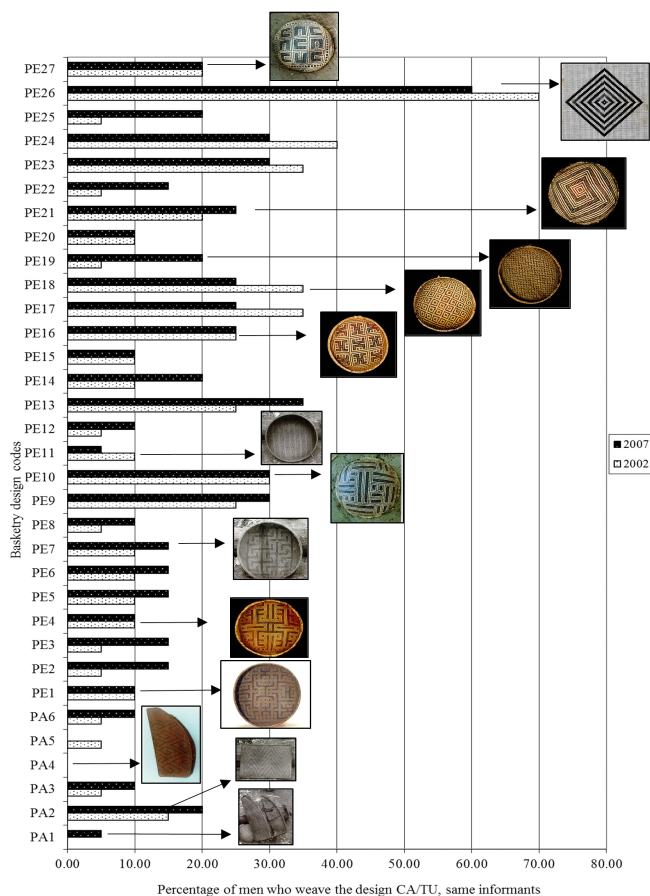 PE27
PE26
PE25
PE24
PE23
PE22
PE21
PE20
PE19
PE18
PE17
PE16
PE15
PE14
PE13
PE12
PE11
PE10
PE9
PE8
PE7
PE6
PE5
PE4
PE3
PE2
PE1
PA6
PA5
PA4
PA3
PA2
PA1
Basketry design codes
2007
2002
0.00 10.00 20.00 30.00 40.00 50.00 60.00 70.00 80.00
Percentage of men who weave the design CA/TU, same informants